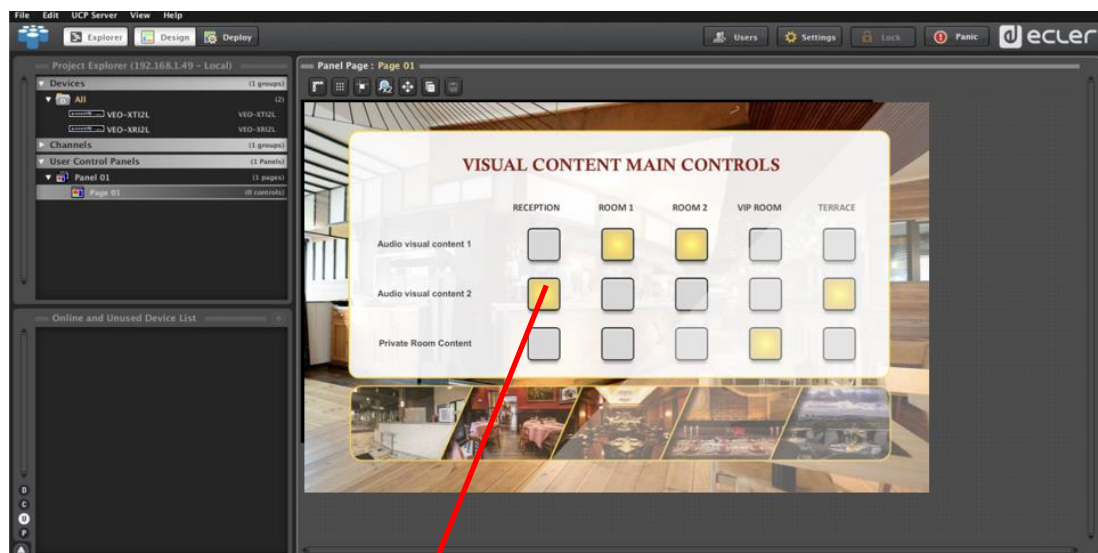 File Edit UCP Server View Help
Explorer Design Deploy Users Settings Lock Panic ecler
Project Explorer (192.168.1.49 - Local)
Devices (1 groups)
All (2)
VEO-XTI2L VEO-XTI2L
VEO-XRI2L VEO-XRI2L
Channels (1 groups)
User Control Panels (1 Panels)
Panel 01 (1 pages)
Page 01 (0 controls)
Online and Unused Device List
D
C
U
P
Panel Page : Page 01
VISUAL CONTENT MAIN CONTROLS
RECEPTION ROOM 1 ROOM 2 VIP ROOM TERRACE
Audio visual content 1
Audio visual content 2
Private Room Content